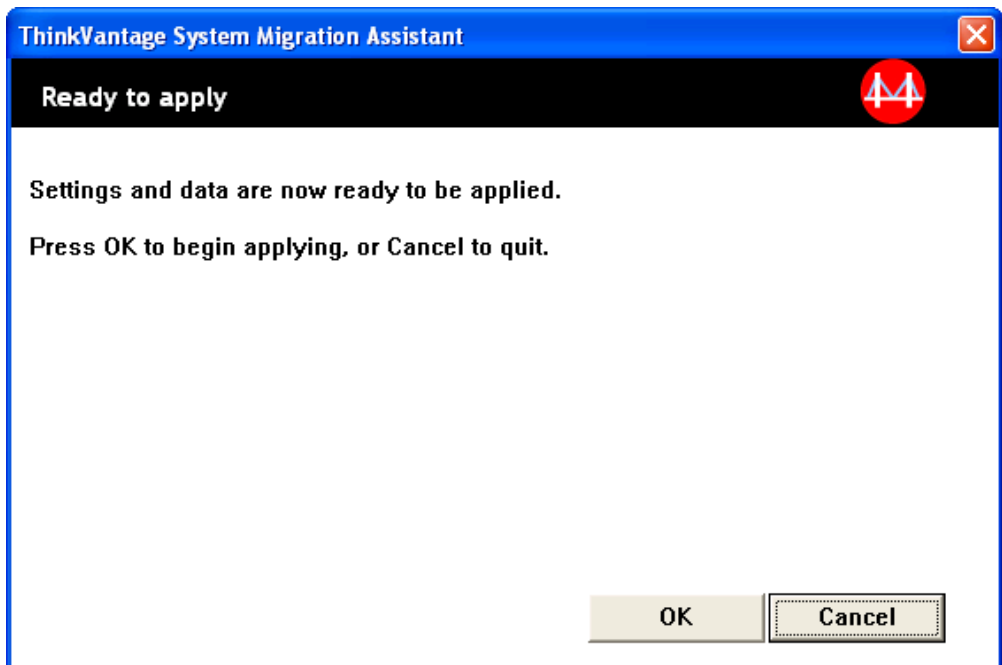 ThinkVantage System Migration Assistant
Ready to apply
Settings and data are now ready to be applied.
Press OK to begin applying, or Cancel to quit.
OK
Cancel